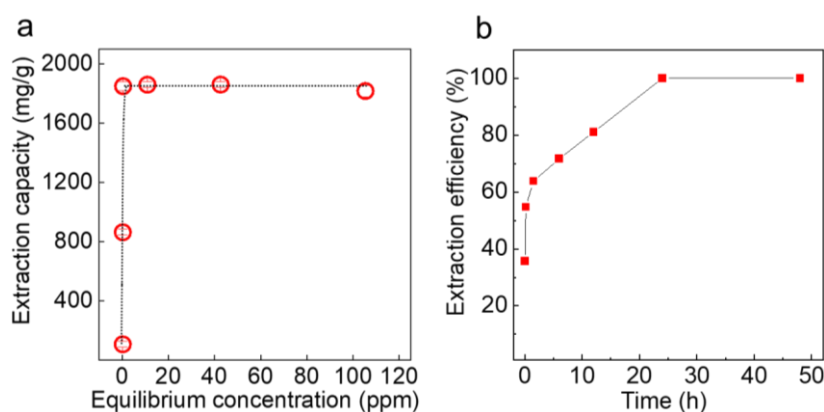 a
Extraction capacity (mg/g)
2000
1600
1200
800
400
0 20 40 60 80 100 120
Equilibrium concentration (ppm)
b
Extraction efficiency (%)
100
80
60
40
20
0 10 20 30 40 50
Time (h)